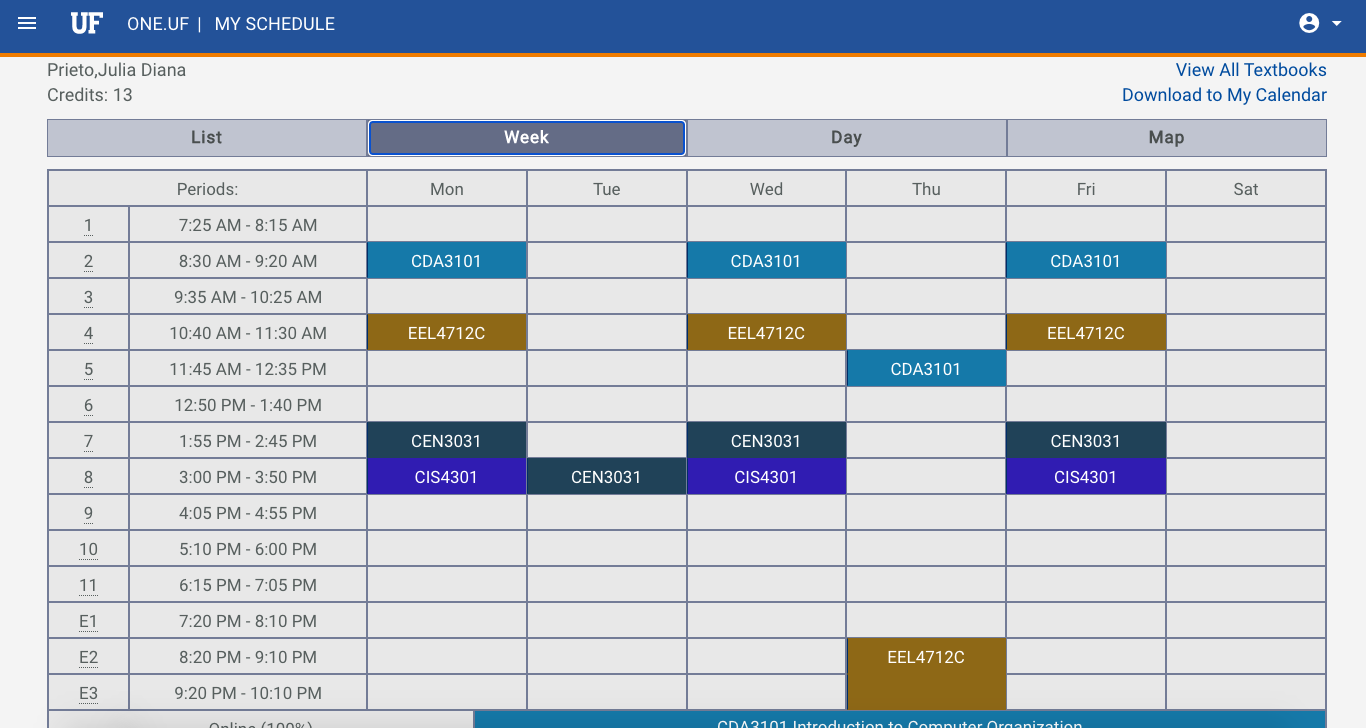 UF ONE.UF | MY SCHEDULE
Prieto,Julia Diana View All Textbooks
Credits: 13 Download to My Calendar
List Week Day Map
Periods: Mon Tue Wed Thu Fri Sat
1 7:25 AM - 8:15 AM
2 8:30 AM - 9:20 AM CDA3101 CDA3101 CDA3101
3 9:35 AM - 10:25 AM
4 10:40 AM - 11:30 AM EEL4712C EEL4712C EEL4712C
5 11:45 AM - 12:35 PM CDA3101
6 12:50 PM - 1:40 PM
7 1:55 PM - 2:45 PM CEN3031 CEN3031 CEN3031
8 3:00 PM - 3:50 PM CIS4301 CEN3031 CIS4301 CIS4301
9 4:05 PM - 4:55 PM
10 5:10 PM - 6:00 PM
11 6:15 PM - 7:05 PM
E1 7:20 PM - 8:10 PM
E2 8:20 PM - 9:10 PM EEL4712C
E3 9:20 PM - 10:10 PM
Online (100%) CDA3101 Introduction to Computer Organization